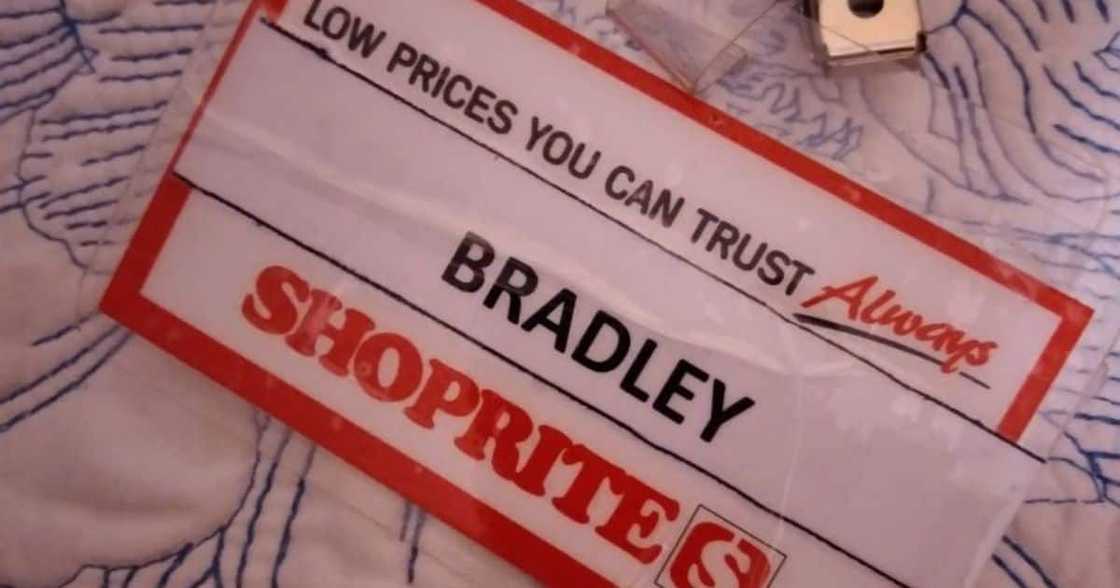 LOW PRICES YOU CAN TRUST Always
BRADLEY
SHOPRITE S